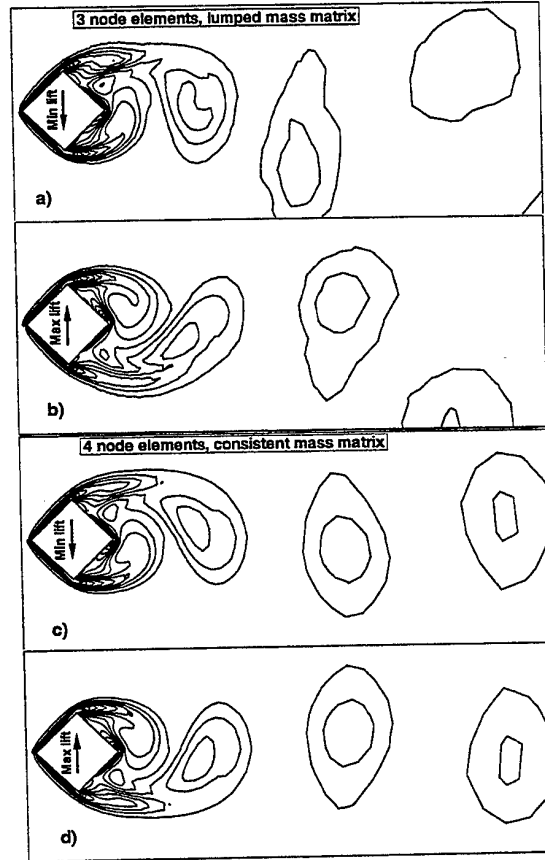 3 node elements, lumped mass matrix
Min lift
a)
Max lift
b)
4 node elements, consistent mass matrix
Min lift
c)
Max lift
d)